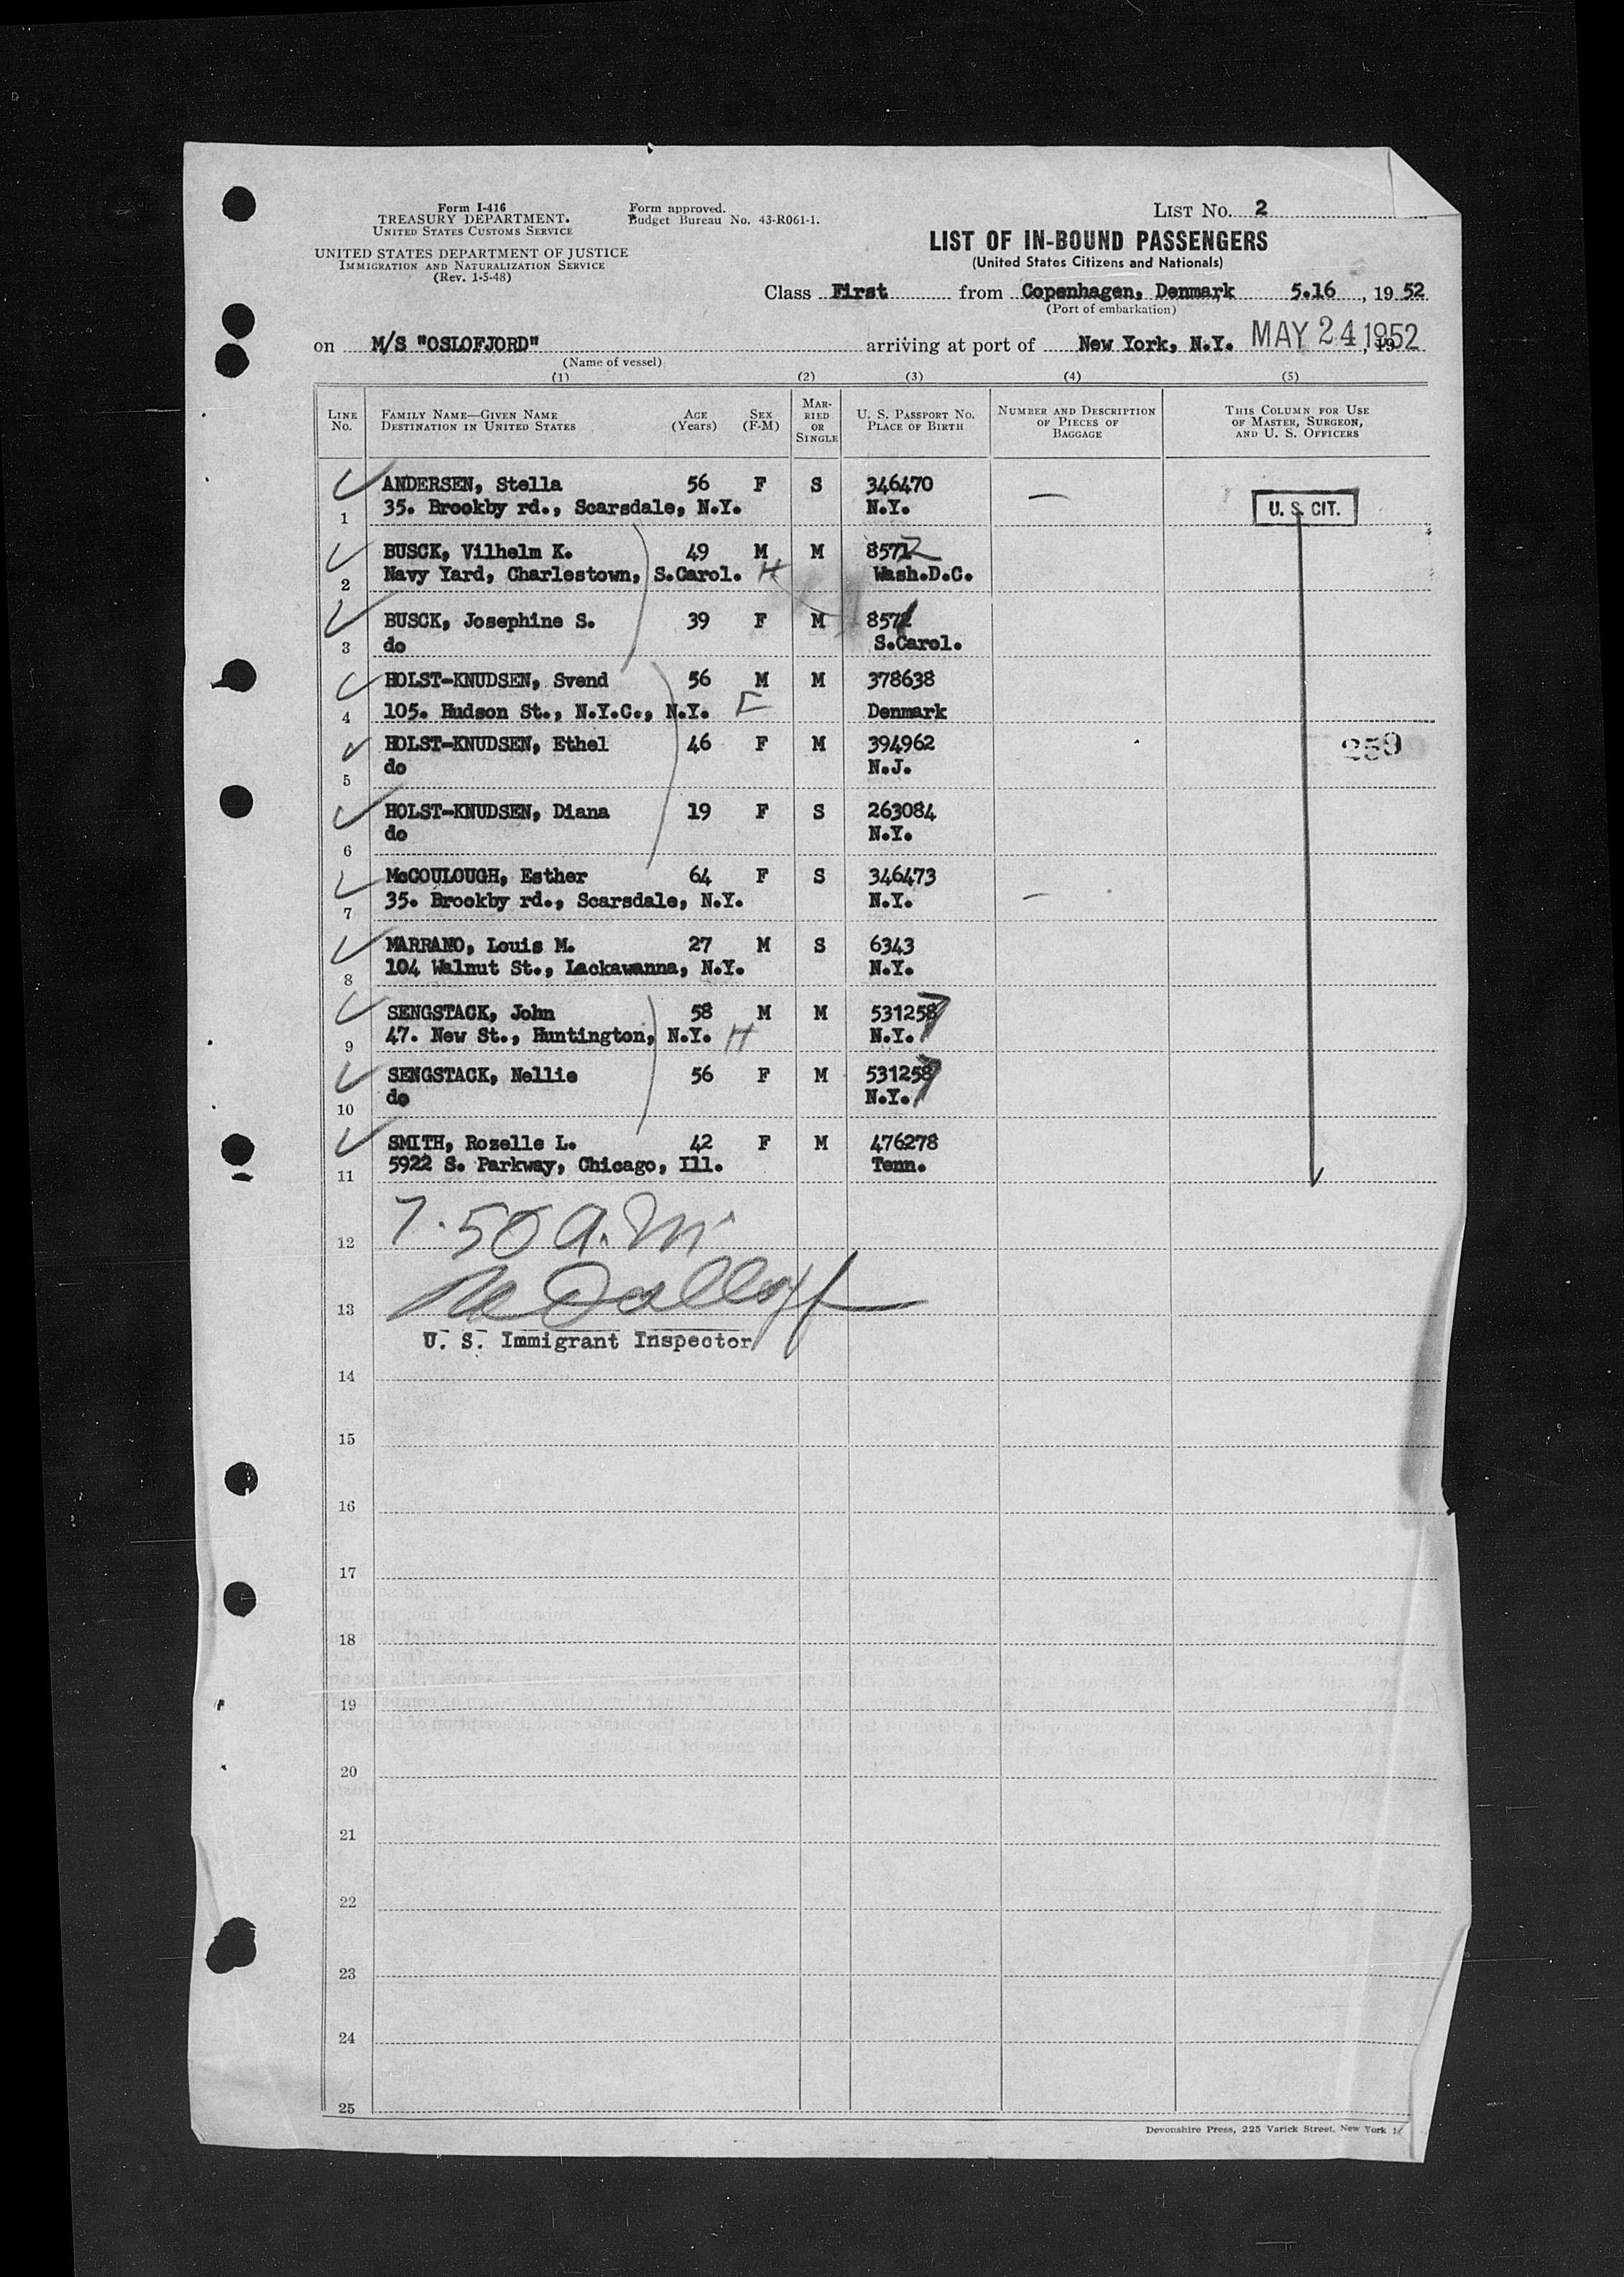 Form I-416
TREASURY DEPARTMENT.
UNITED STATES CUSTOMS SERVICE
UNITED STATES DEPARTMENT OF JUSTICE
IMMIGRATION AND NATURALIZATION SERVICE
(Rev. 1-5-48)
Form approved.
Budget Bureau No. 43-R061-1.
LIST NO. 2
LIST OF IN-BOUND PASSENGERS
(United States Citizens and Nationals)
Class First from Copenhagen, Denmark 5.16 , 19 52
(Port of embarkation)
on M/S "OSLOFJORD" arriving at port of New York, N.Y. MAY 24 1952 , 19
(Name of vessel)
(1) (2) (3) (4) (5)
LINE NO.
FAMILY NAME—GIVEN NAME
DESTINATION IN UNITED STATES
AGE (Years)
SEX (F-M)
MARRIED OR SINGLE
U. S. PASSPORT NO.
PLACE OF BIRTH
NUMBER AND DESCRIPTION OF PIECES OF BAGGAGE
THIS COLUMN FOR USE OF MASTER, SURGEON, AND U. S. OFFICERS
ANDERSEN, Stella 56 F S 346470
1 35. Brookby rd., Scarsdale, N.Y. N.Y. — U. S. CIT.
BUSCK, Vilhelm K. 49 M M 8572
2 Navy Yard, Charlestown, S.Carol. H Wash.D.C.
BUSCK, Josephine S. 39 F M 8571
3 do S.Carol.
HOLST-KNUDSEN, Svend 56 M M 378638
4 105. Hudson St., N.Y.C., N.Y. Denmark
HOLST-KNUDSEN, Ethel 46 F M 394962 259
5 do N.J.
HOLST-KNUDSEN, Diana 19 F S 263084
6 do N.Y.
McCOULOUGH, Esther 64 F S 346473
7 35. Brookby rd., Scarsdale, N.Y. N.Y. —
MARRANO, Louis M. 27 M S 6343
8 104 Walnut St., Lackawanna, N.Y. N.Y.
SENGSTACK, John 58 M M 531257
9 47. New St., Huntington, N.Y. H N.Y.
SENGSTACK, Nellie 56 F M 531257
10 do N.Y.
SMITH, Rozelle L. 42 F M 476278
11 5922 S. Parkway, Chicago, Ill. Tenn.
12 7.50 a.m.
13
U. S. Immigrant Inspector
14
15
16
17
18
19
20
21
22
23
24
25
Devonshire Press, 225 Varick Street, New York